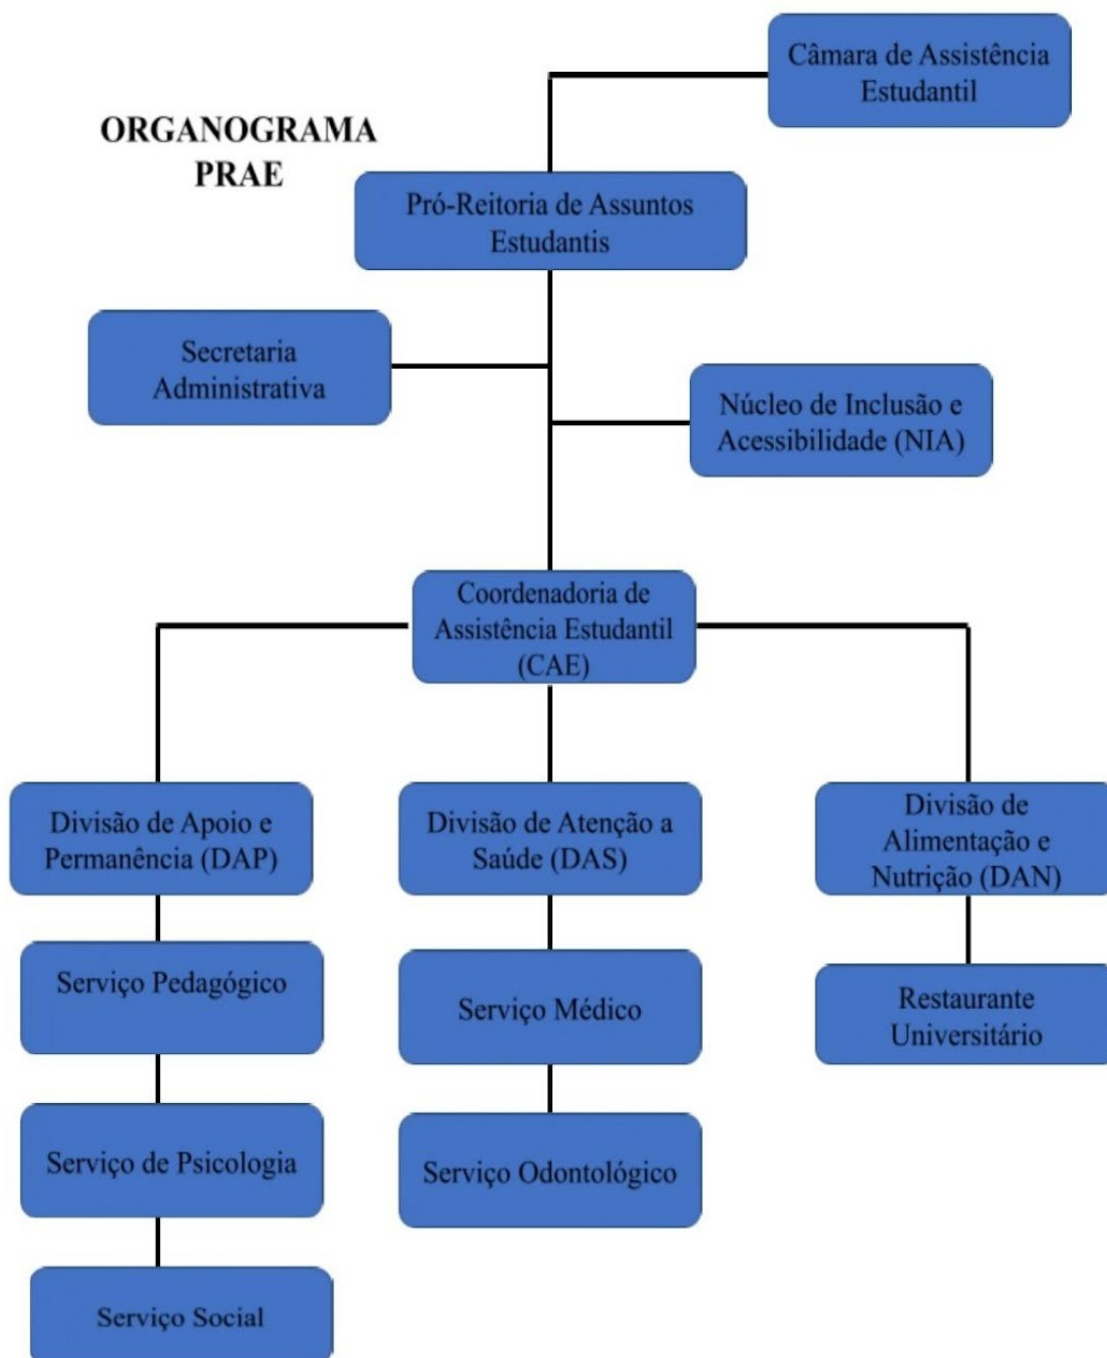 Câmara de Assistência
Estudantil
ORGANOGRAMA
PRAE
Pró-Reitoria de Assuntos
Estudantis
Secretaria
Administrativa
Núcleo de Inclusão e
Acessibilidade (NIA)
Coordenadoria de
Assistência Estudantil
(CAE)
Divisão de Apoio e
Permanência (DAP)
Divisão de Atenção a
Saúde (DAS)
Divisão de
Alimentação e
Nutrição (DAN)
Serviço Pedagógico
Serviço Médico
Restaurante
Universitário
Serviço de Psicologia
Serviço Odontológico
Serviço Social